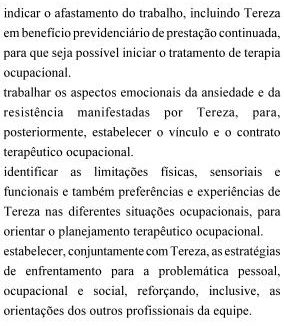 indicar o afastamento do trabalho, incluindo Tereza
em benefício previdenciário de prestação continuada,
para que seja possível iniciar o tratamento de terapia
ocupacional.
trabalhar os aspectos emocionais da ansiedade e da
resistência manifestadas por Tereza, para,
posteriormente, estabelecer o vínculo e o contrato
terapêutico ocupacional.
identificar as limitações físicas, sensoriais e
funcionais e também preferências e experiências de
Tereza nas diferentes situações ocupacionais, para
orientar o planejamento terapêutico ocupacional.
estabelecer, conjuntamente com Tereza, as estratégias
de enfrentamento para a problemática pessoal,
ocupacional e social, reforçando, inclusive, as
orientações dos outros profissionais da equipe.